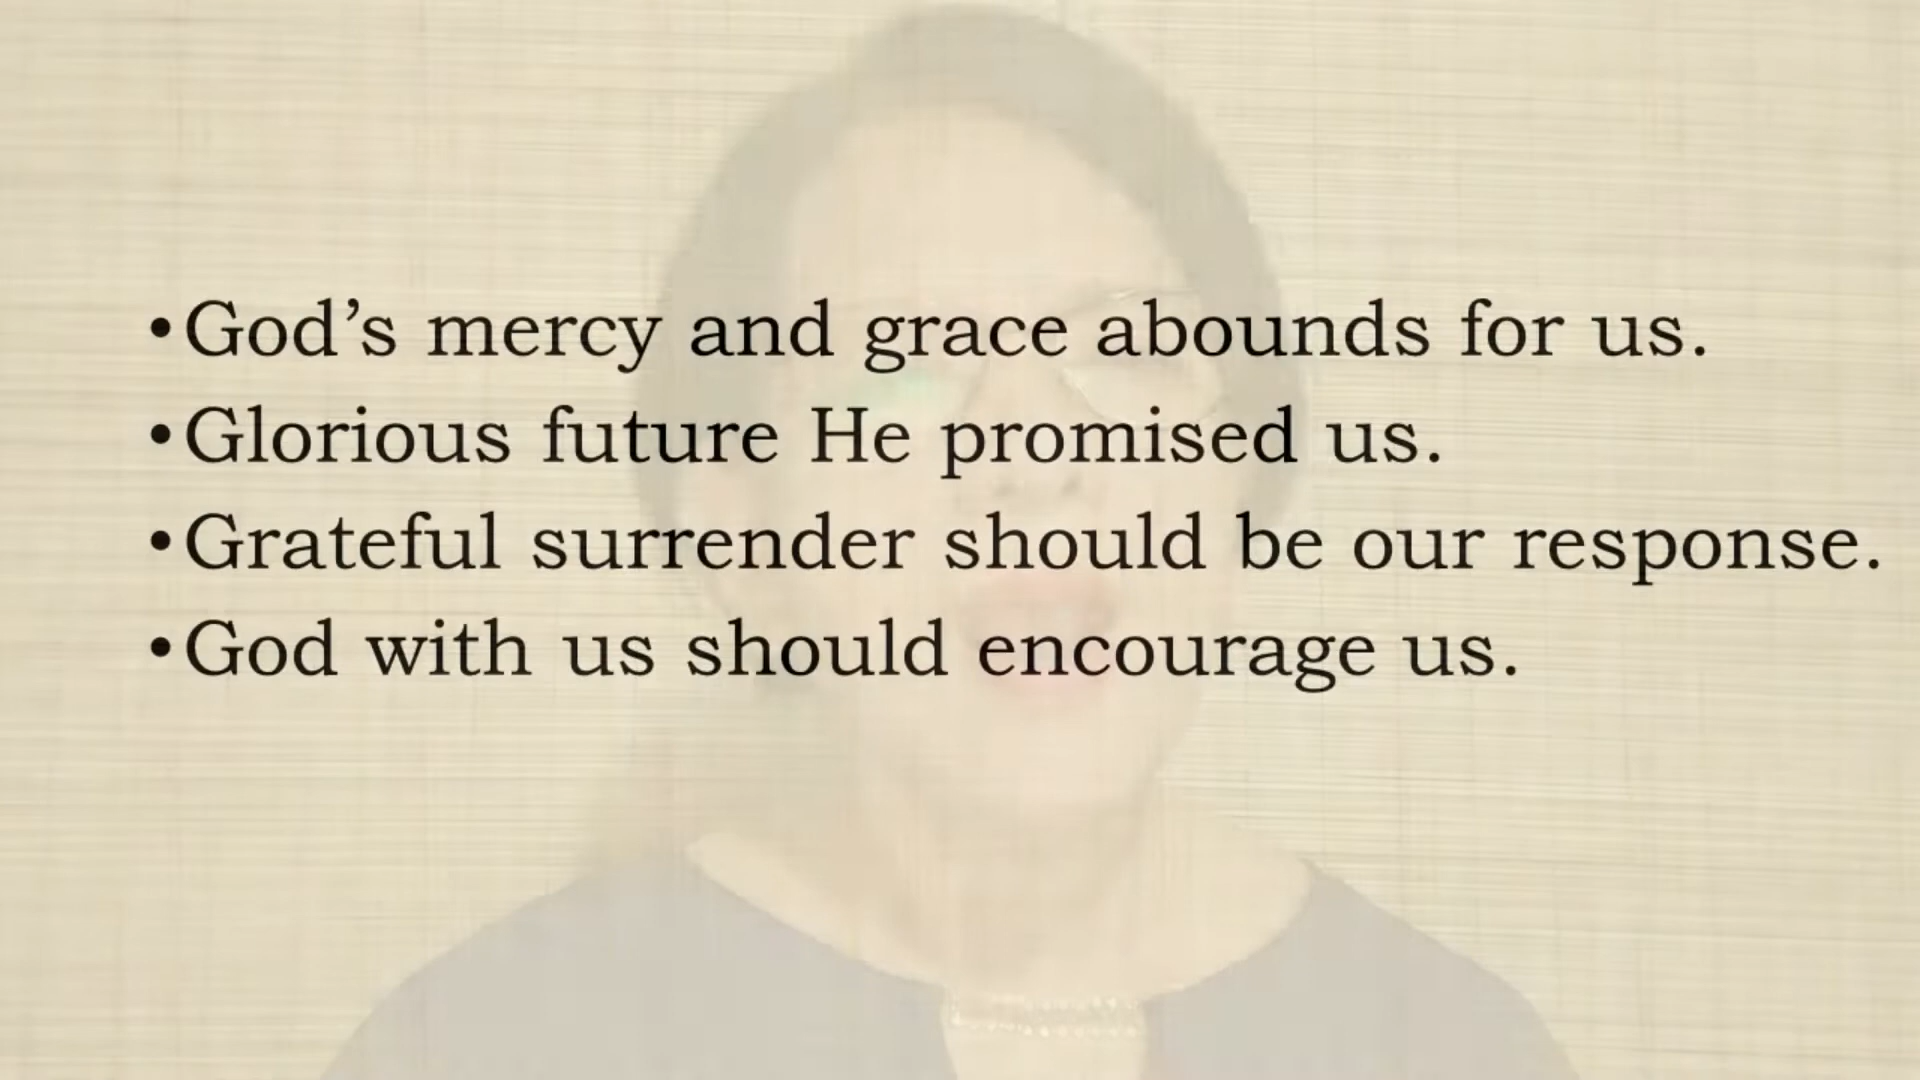 •God’s mercy and grace abounds for us.
•Glorious future He promised us.
•Grateful surrender should be our response.
•God with us should encourage us.